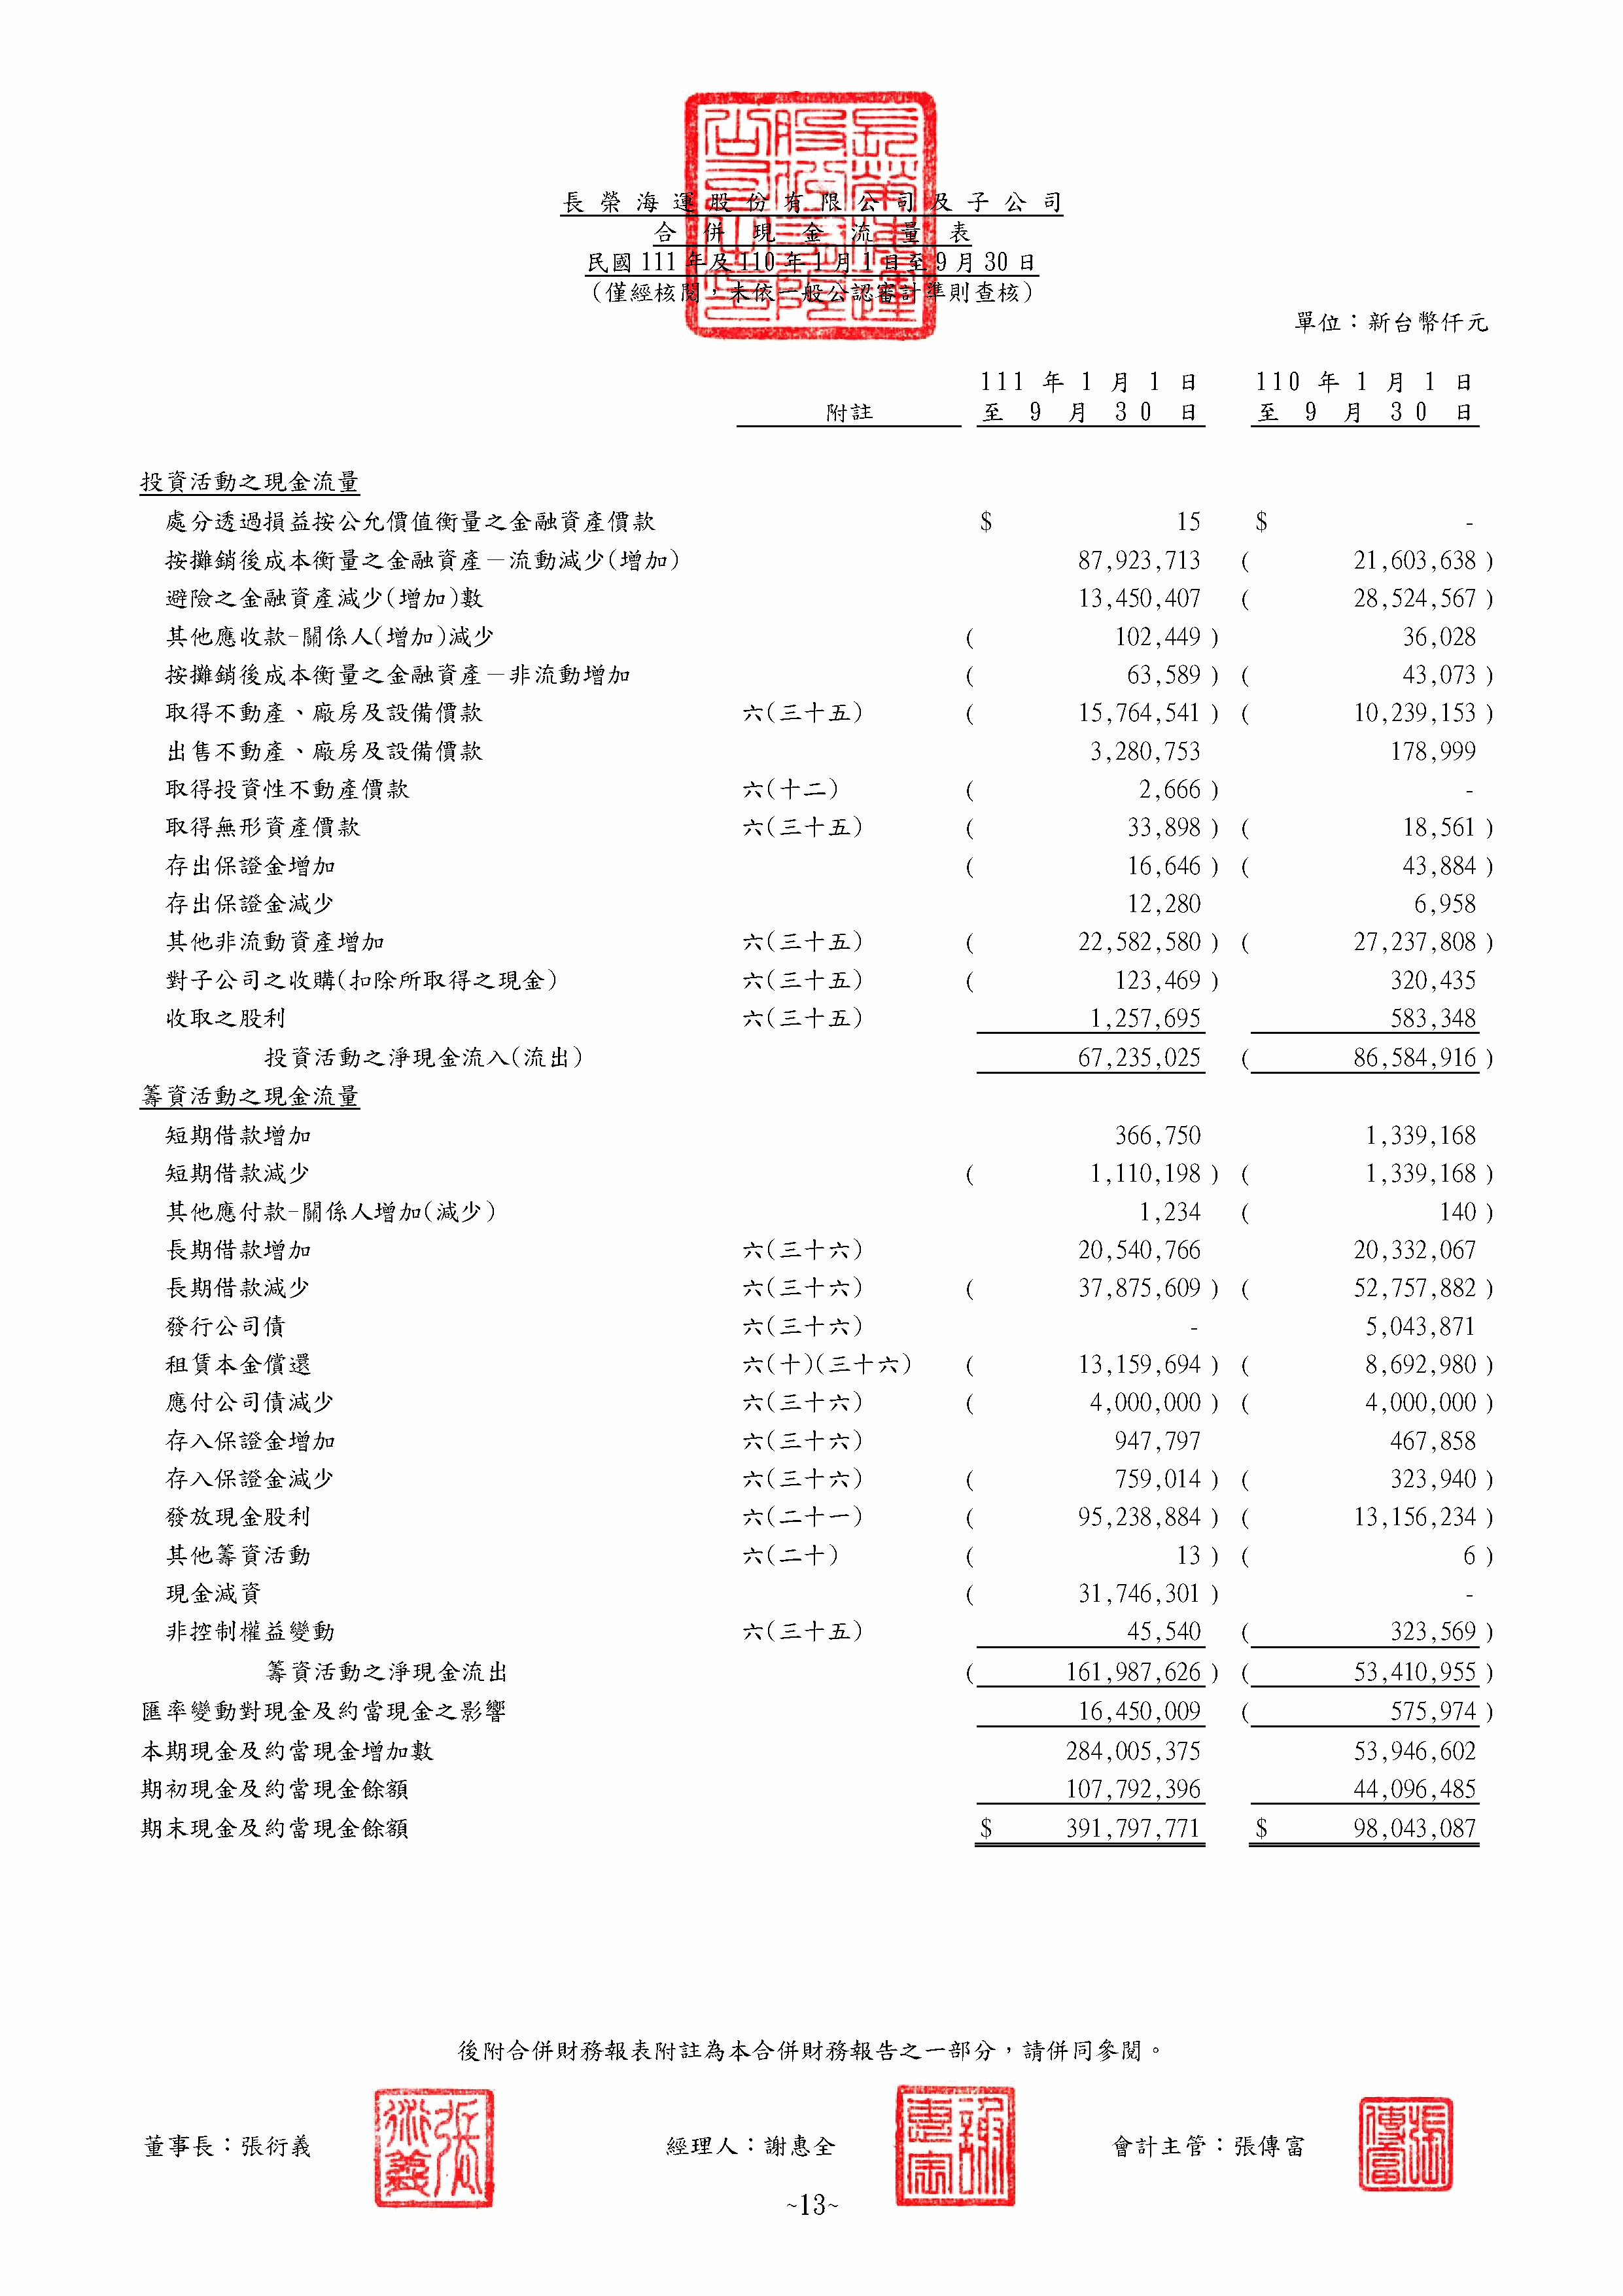 長榮海運股份有限公司及子公司
合併現金流量表
民國 111 年及 110 年 1 月 1 日至 9 月 30 日
(僅經核閱,未依一般公認審計準則查核)
單位:新台幣仟元
111 年 1 月 1 日 110 年 1 月 1 日
附註 至 9 月 30 日 至 9 月 30 日
投資活動之現金流量
處分透過損益按公允價值衡量之金融資產價款 $ 15 $ -
按攤銷後成本衡量之金融資產-流動減少(增加) 87,923,713 ( 21,603,638 )
避險之金融資產減少(增加)數 13,450,407 ( 28,524,567 )
其他應收款-關係人(增加)減少 ( 102,449 ) 36,028
按攤銷後成本衡量之金融資產-非流動增加 ( 63,589 ) ( 43,073 )
取得不動產、廠房及設備價款 六(三十五) ( 15,764,541 ) ( 10,239,153 )
出售不動產、廠房及設備價款 3,280,753 178,999
取得投資性不動產價款 六(十二) ( 2,666 ) -
取得無形資產價款 六(三十五) ( 33,898 ) ( 18,561 )
存出保證金增加 ( 16,646 ) ( 43,884 )
存出保證金減少 12,280 6,958
其他非流動資產增加 六(三十五) ( 22,582,580 ) ( 27,237,808 )
對子公司之收購(扣除所取得之現金) 六(三十五) ( 123,469 ) 320,435
收取之股利 六(三十五) 1,257,695 583,348
投資活動之淨現金流入(流出) 67,235,025 ( 86,584,916 )
籌資活動之現金流量
短期借款增加 366,750 1,339,168
短期借款減少 ( 1,110,198 ) ( 1,339,168 )
其他應付款-關係人增加(減少) 1,234 ( 140 )
長期借款增加 六(三十六) 20,540,766 20,332,067
長期借款減少 六(三十六) ( 37,875,609 ) ( 52,757,882 )
發行公司債 六(三十六) - 5,043,871
租賃本金償還 六(十)(三十六) ( 13,159,694 ) ( 8,692,980 )
應付公司債減少 六(三十六) ( 4,000,000 ) ( 4,000,000 )
存入保證金增加 六(三十六) 947,797 467,858
存入保證金減少 六(三十六) ( 759,014 ) ( 323,940 )
發放現金股利 六(二十一) ( 95,238,884 ) ( 13,156,234 )
其他籌資活動 六(二十) ( 13 ) ( 6 )
現金減資 ( 31,746,301 ) -
非控制權益變動 六(三十五) 45,540 ( 323,569 )
籌資活動之淨現金流出 ( 161,987,626 ) ( 53,410,955 )
匯率變動對現金及約當現金之影響 16,450,009 ( 575,974 )
本期現金及約當現金增加數 284,005,375 53,946,602
期初現金及約當現金餘額 107,792,396 44,096,485
期末現金及約當現金餘額 $ 391,797,771 $ 98,043,087
後附合併財務報表附註為本合併財務報告之一部分,請併同參閱。
董事長:張衍義 經理人:謝惠全 會計主管:張傳富
~13~